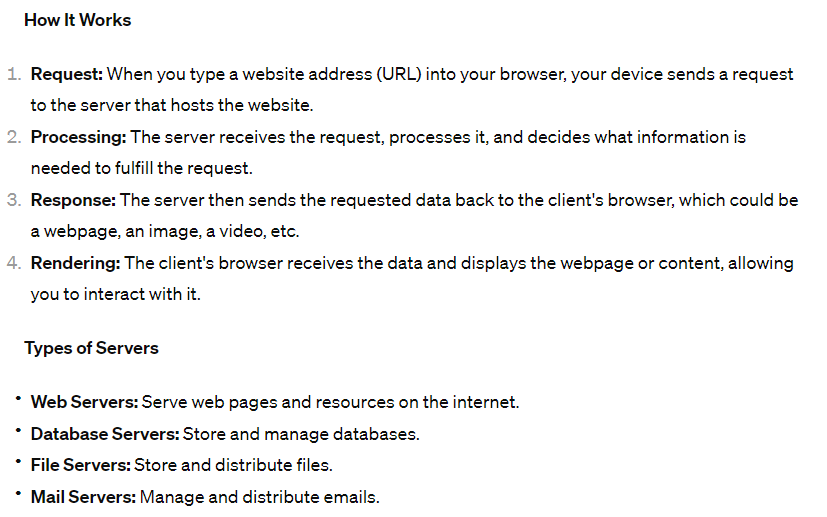 How It Works
1. Request: When you type a website address (URL) into your browser, your device sends a request
to the server that hosts the website.
2. Processing: The server receives the request, processes it, and decides what information is
needed to fulfill the request.
3. Response: The server then sends the requested data back to the client's browser, which could be
a webpage, an image, a video, etc.
4. Rendering: The client's browser receives the data and displays the webpage or content, allowing
you to interact with it.
Types of Servers
• Web Servers: Serve web pages and resources on the internet.
• Database Servers: Store and manage databases.
• File Servers: Store and distribute files.
• Mail Servers: Manage and distribute emails.